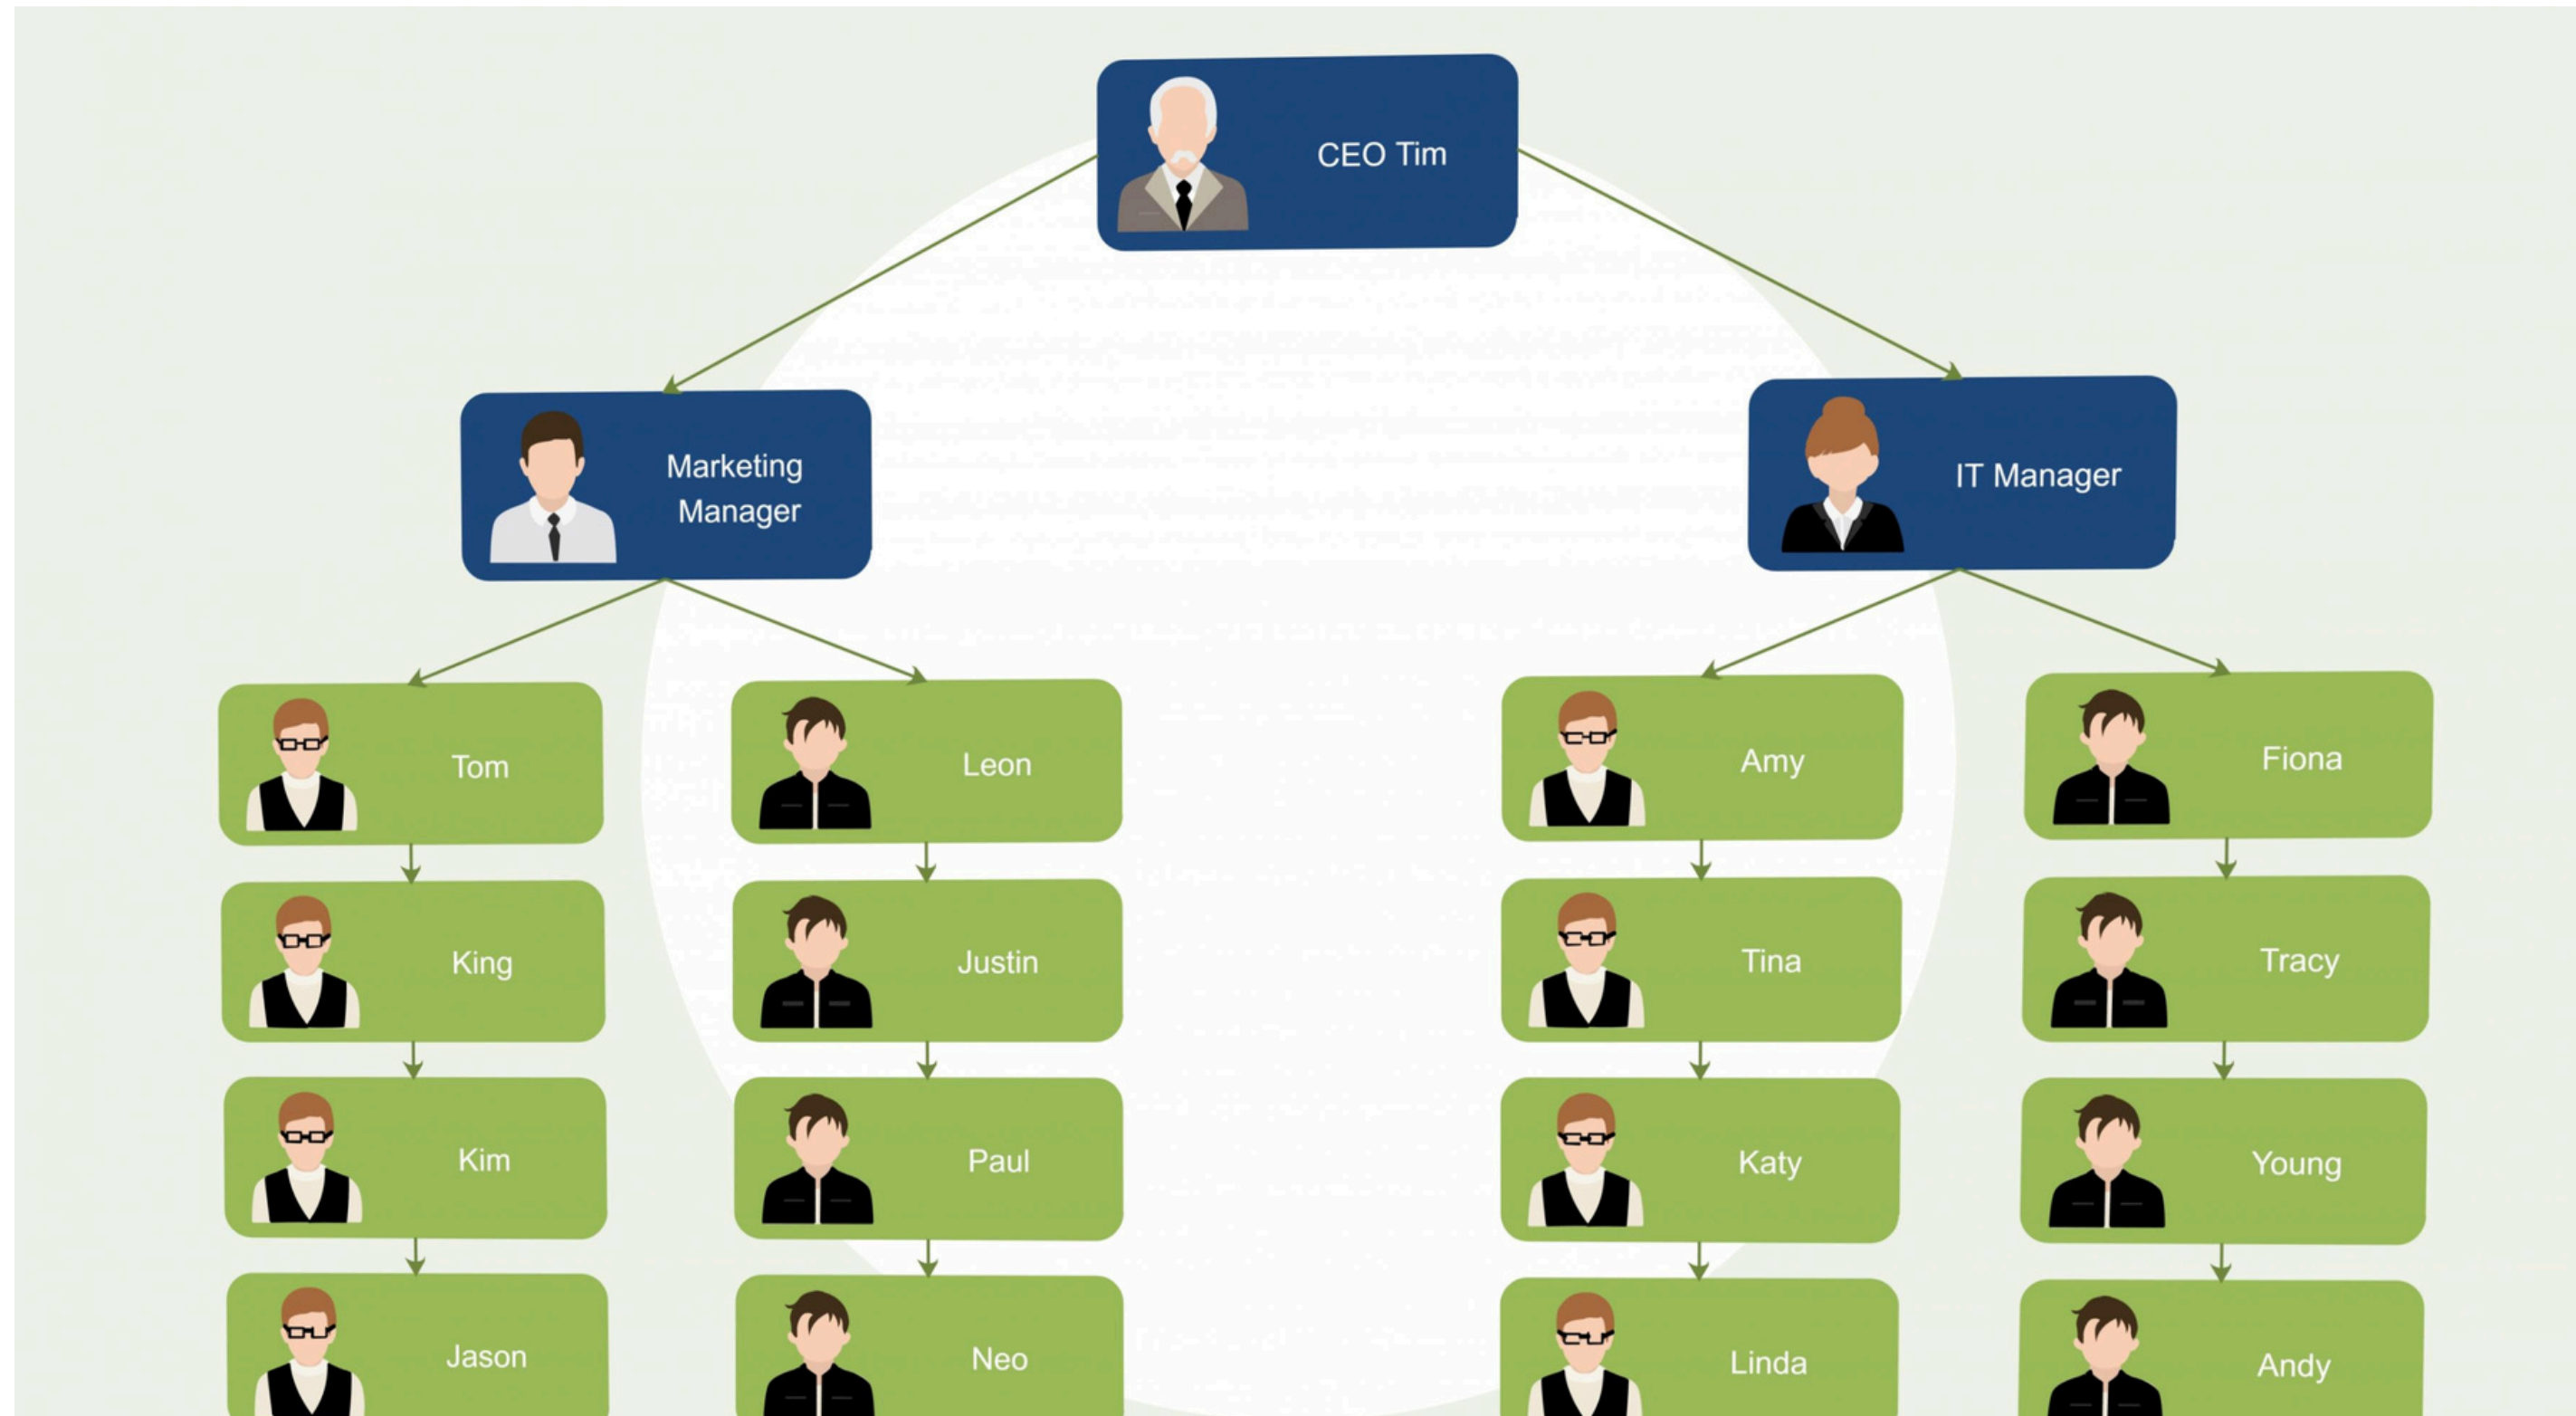 CEO Tim
Marketing
Manager
IT Manager
Tom
Leon
Amy
Fiona
King
Justin
Tina
Tracy
Kim
Paul
Katy
Young
Jason
Neo
Linda
Andy